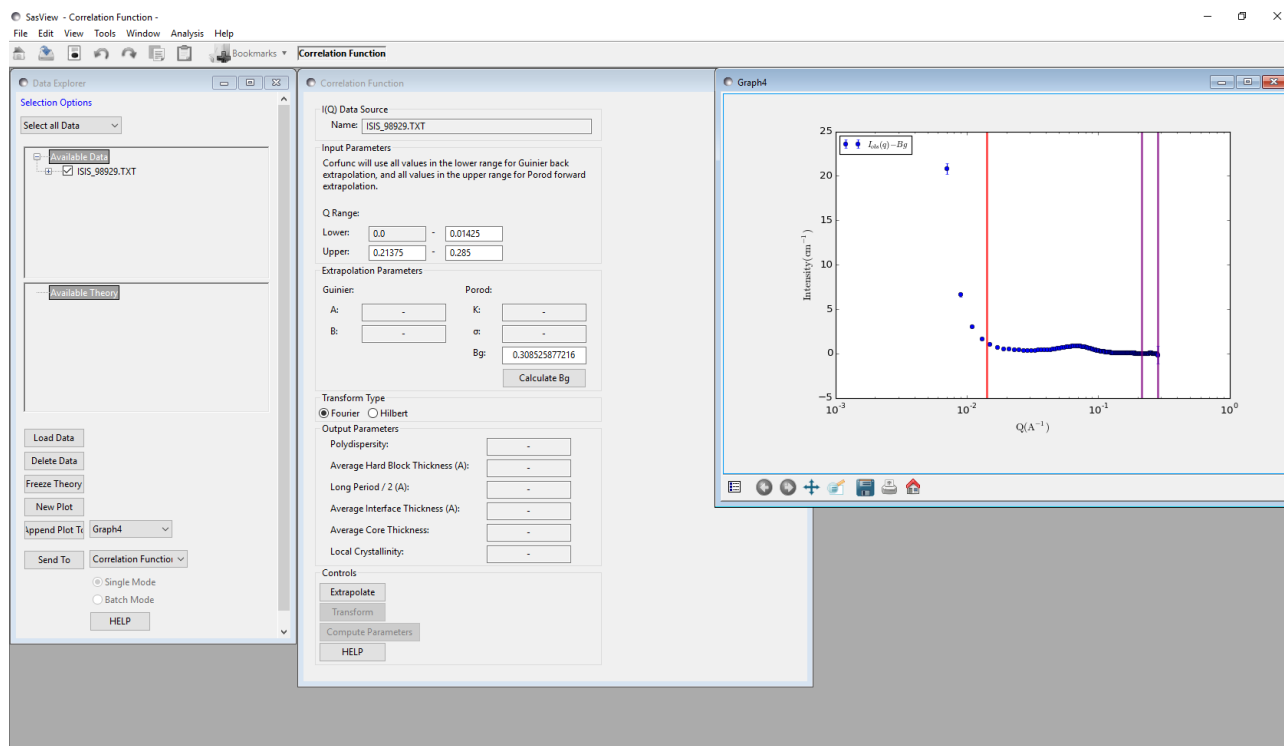 SasView - Correlation Function -
File Edit View Tools Window Analysis Help
Bookmarks Correlation Function
Data Explorer
Selection Options
Select all Data
Available Data
ISIS_98929.TXT
Available Theory
Load Data
Delete Data
Freeze Theory
New Plot
Append Plot To Graph4
Send To Correlation Function
Single Mode
Batch Mode
HELP
Correlation Function
I(Q) Data Source
Name: ISIS_98929.TXT
Input Parameters
Corfunc will use all values in the lower range for Guinier back
extrapolation, and all values in the upper range for Porod forward
extrapolation.
Q Range:
Lower: 0.0 - 0.01425
Upper: 0.21375 - 0.285
Extrapolation Parameters
Guinier: Porod:
A: - K: -
B: - σ: -
Bg: 0.308525877216
Calculate Bg
Transform Type
Fourier Hilbert
Output Parameters
Polydispersity: -
Average Hard Block Thickness (A): -
Long Period / 2 (A): -
Average Interface Thickness (A): -
Average Core Thickness: -
Local Crystallinity: -
Controls
Extrapolate
Transform
Compute Parameters
HELP
Graph4
I_obs(q)−Bg
25
20
15
10
5
0
−5
Intensity(cm⁻¹)
10⁻³ 10⁻² 10⁻¹ 10⁰
Q(A⁻¹)